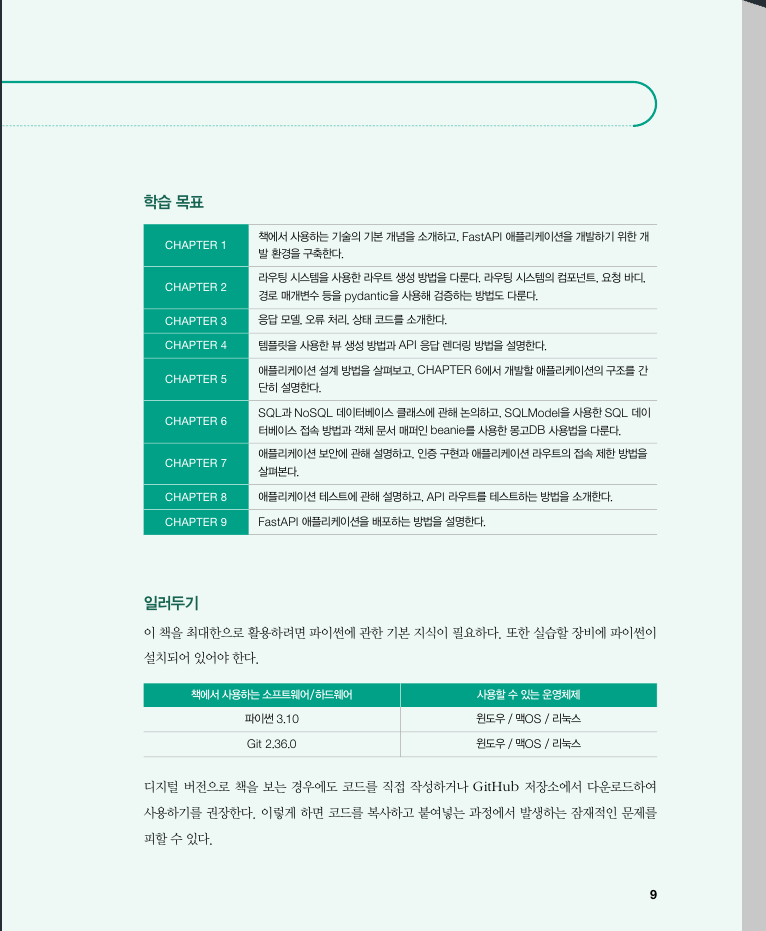 학습 목표
CHAPTER 1
책에서 사용하는 기술의 기본 개념을 소개하고, FastAPI 애플리케이션을 개발하기 위한 개
발 환경을 구축한다.
CHAPTER 2
라우팅 시스템을 사용한 라우트 생성 방법을 다룬다. 라우팅 시스템의 컴포넌트, 요청 바디,
경로 매개변수 등을 pydantic을 사용해 검증하는 방법도 다룬다.
CHAPTER 3
응답 모델, 오류 처리, 상태 코드를 소개한다.
CHAPTER 4
템플릿을 사용한 뷰 생성 방법과 API 응답 렌더링 방법을 설명한다.
CHAPTER 5
애플리케이션 설계 방법을 살펴보고, CHAPTER 6에서 개발할 애플리케이션의 구조를 간
단히 설명한다.
CHAPTER 6
SQL과 NoSQL 데이터베이스 클래스에 관해 논의하고, SQLModel을 사용한 SQL 데이
터베이스 접속 방법과 객체 문서 매퍼인 beanie를 사용한 몽고DB 사용법을 다룬다.
CHAPTER 7
애플리케이션 보안에 관해 설명하고, 인증 구현과 애플리케이션 라우트의 접속 제한 방법을
살펴본다.
CHAPTER 8
애플리케이션 테스트에 관해 설명하고, API 라우트를 테스트하는 방법을 소개한다.
CHAPTER 9
FastAPI 애플리케이션을 배포하는 방법을 설명한다.
일러두기
이 책을 최대한으로 활용하려면 파이썬에 관한 기본 지식이 필요하다. 또한 실습할 장비에 파이썬이
설치되어 있어야 한다.
책에서 사용하는 소프트웨어/하드웨어 사용할 수 있는 운영체제
파이썬 3.10 윈도우 / 맥OS / 리눅스
Git 2.36.0 윈도우 / 맥OS / 리눅스
디지털 버전으로 책을 보는 경우에도 코드를 직접 작성하거나 GitHub 저장소에서 다운로드하여
사용하기를 권장한다. 이렇게 하면 코드를 복사하고 붙여넣는 과정에서 발생하는 잠재적인 문제를
피할 수 있다.
9